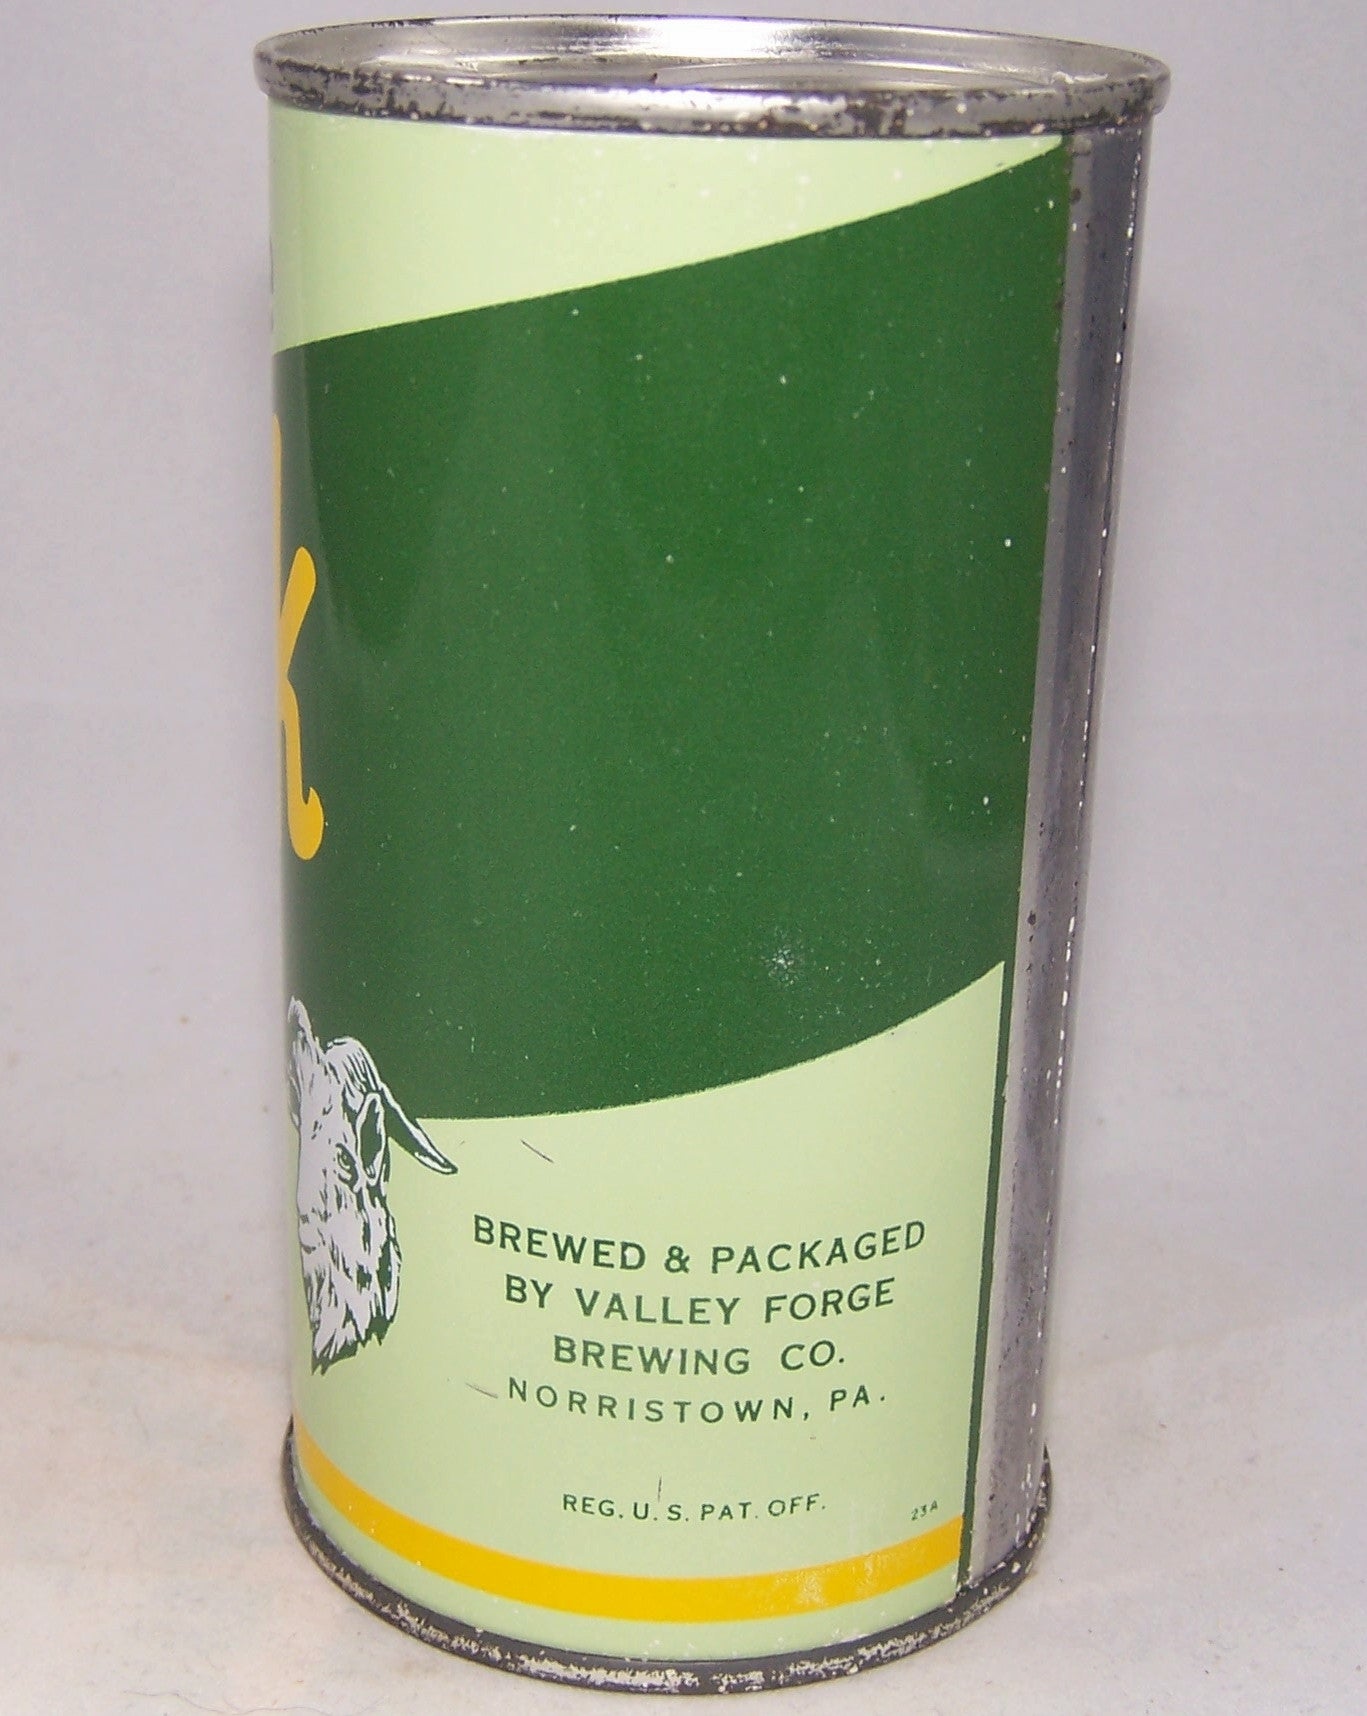 k
BREWED & PACKAGED
BY VALLEY FORGE
BREWING CO.
NORRISTOWN, PA.
REG. U. S. PAT. OFF.
23A